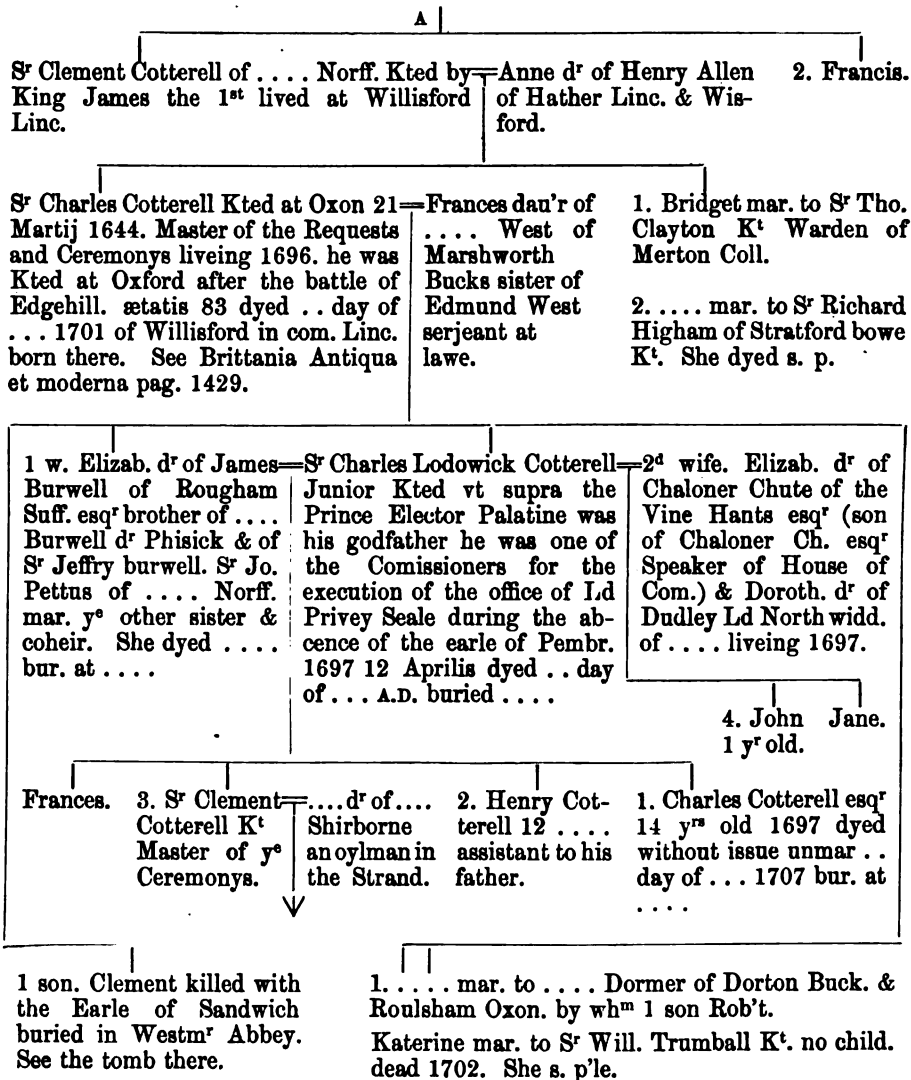 A
Sr Clement Cotterell of . . . . Norff. Kted by
King James the 1st lived at Willisford
Linc.
Anne dr of Henry Allen
of Hather Linc. & Wis-
ford.
2. Francis.
Sr Charles Cotterell Kted at Oxon 21
Martij 1644. Master of the Requests
and Ceremonys liveing 1696. he was
Kted at Oxford after the battle of
Edgehill. ætatis 83 dyed . . day of
. . . 1701 of Willisford in com. Linc.
born there. See Brittania Antiqua
et moderna pag. 1429.
Frances dau'r of
. . . . West of
Marshworth
Bucks sister of
Edmund West
serjeant at
lawe.
1. Bridget mar. to Sr Tho.
Clayton Kt Warden of
Merton Coll.
2. . . . . mar. to Sr Richard
Higham of Stratford bowe
Kt. She dyed s. p.
1 w. Elizab. dr of James
Burwell of Rougham
Suff. esqr brother of . . . .
Burwell dr Phisick & of
Sr Jeffry burwell. Sr Jo.
Pettus of . . . . Norff.
mar. ye other sister &
coheir. She dyed . . . .
bur. at . . . .
Sr Charles Lodowick Cotterell
Junior Kted vt supra the
Prince Elector Palatine was
his godfather he was one of
the Comissioners for the
execution of the office of Ld
Privey Seale during the ab-
cence of the earle of Pembr.
1697 12 Aprilis dyed . . day
of . . . A.D. buried . . . .
2d wife. Elizab. dr of
Chaloner Chute of the
Vine Hants esqr (son
of Chaloner Ch. esqr
Speaker of House of
Com.) & Doroth. dr of
Dudley Ld North widd.
of . . . . liveing 1697.
4. John
1 yr old.
Jane.
Frances.
3. Sr Clement
Cotterell Kt
Master of ye
Ceremonys.
. . . . dr of . . . .
Shirborne
an oylman in
the Strand.
2. Henry Cot-
terell 12 . . . .
assistant to his
father.
1. Charles Cotterell esqr
14 yrs old 1697 dyed
without issue unmar . .
day of . . . 1707 bur. at
. . . .
1 son. Clement killed with
the Earle of Sandwich
buried in Westmr Abbey.
See the tomb there.
1. . . . . mar. to . . . . Dormer of Dorton Buck. &
Roulsham Oxon. by whm 1 son Rob't.
Katerine mar. to Sr Will. Trumball Kt. no child.
dead 1702. She s. p'le.